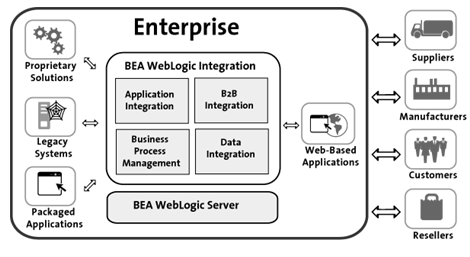 Enterprise
Proprietary
Solutions
Legacy
Systems
Packaged
Applications
BEA WebLogic Integration
Application
Integration
B2B
Integration
Business
Process
Management
Data
Integration
BEA WebLogic Server
Web-Based
Applications
Suppliers
Manufacturers
Customers
Resellers